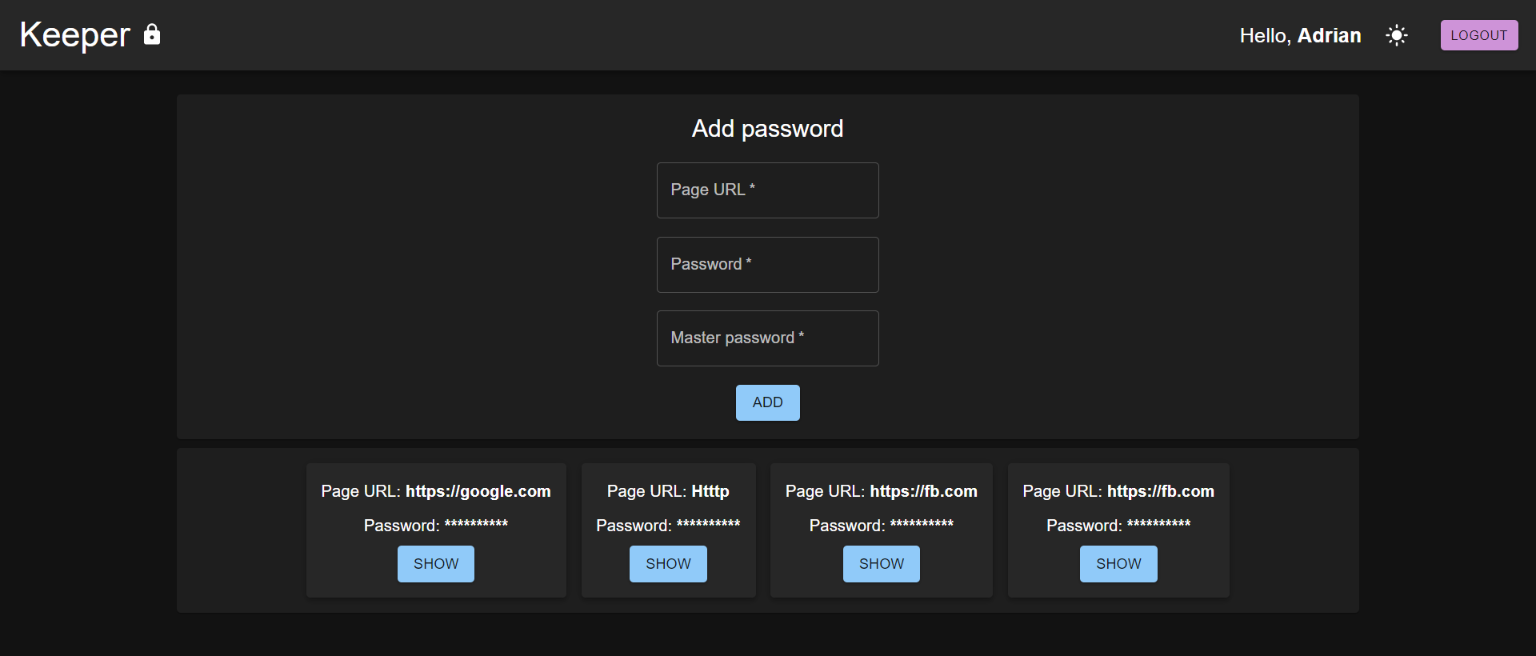 Keeper
Hello, Adrian
LOGOUT
Add password
Page URL *
Password *
Master password *
ADD
Page URL: https://google.com
Password: **********
SHOW
Page URL: Htttp
Password: **********
SHOW
Page URL: https://fb.com
Password: **********
SHOW
Page URL: https://fb.com
Password: **********
SHOW